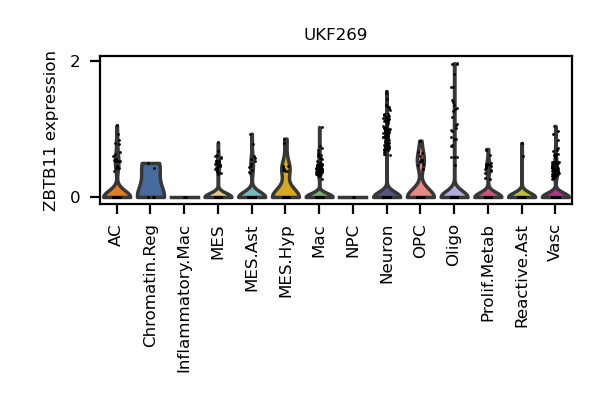 UKF269
ZBTB11 expression
2
0
AC
Chromatin.Reg
Inflammatory.Mac
MES
MES.Ast
MES.Hyp
Mac
NPC
Neuron
OPC
Oligo
Prolif.Metab
Reactive.Ast
Vasc